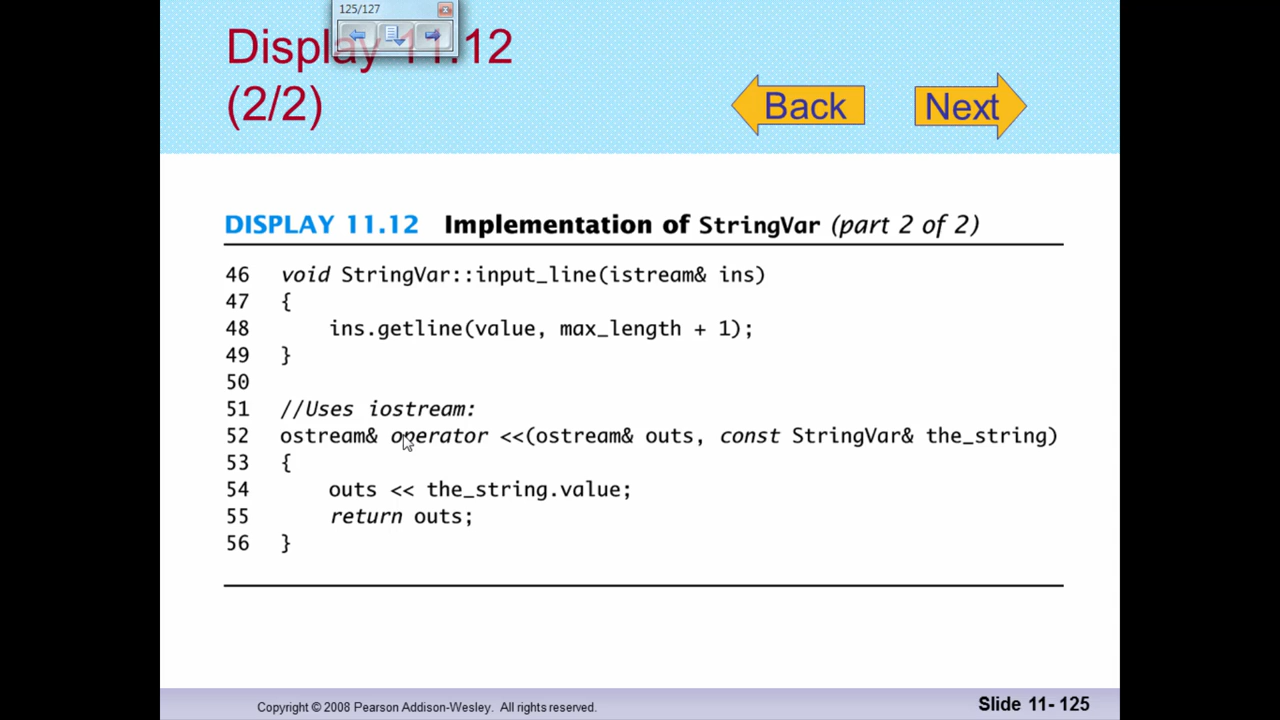 125/127
Display 11.12
(2/2)
Back
Next
DISPLAY 11.12 Implementation of StringVar (part 2 of 2)
46 void StringVar::input_line(istream& ins)
47 {
48 ins.getline(value, max_length + 1);
49 }
50
51 //Uses iostream:
52 ostream& operator <<(ostream& outs, const StringVar& the_string)
53 {
54 outs << the_string.value;
55 return outs;
56 }
Copyright © 2008 Pearson Addison-Wesley. All rights reserved.
Slide 11- 125